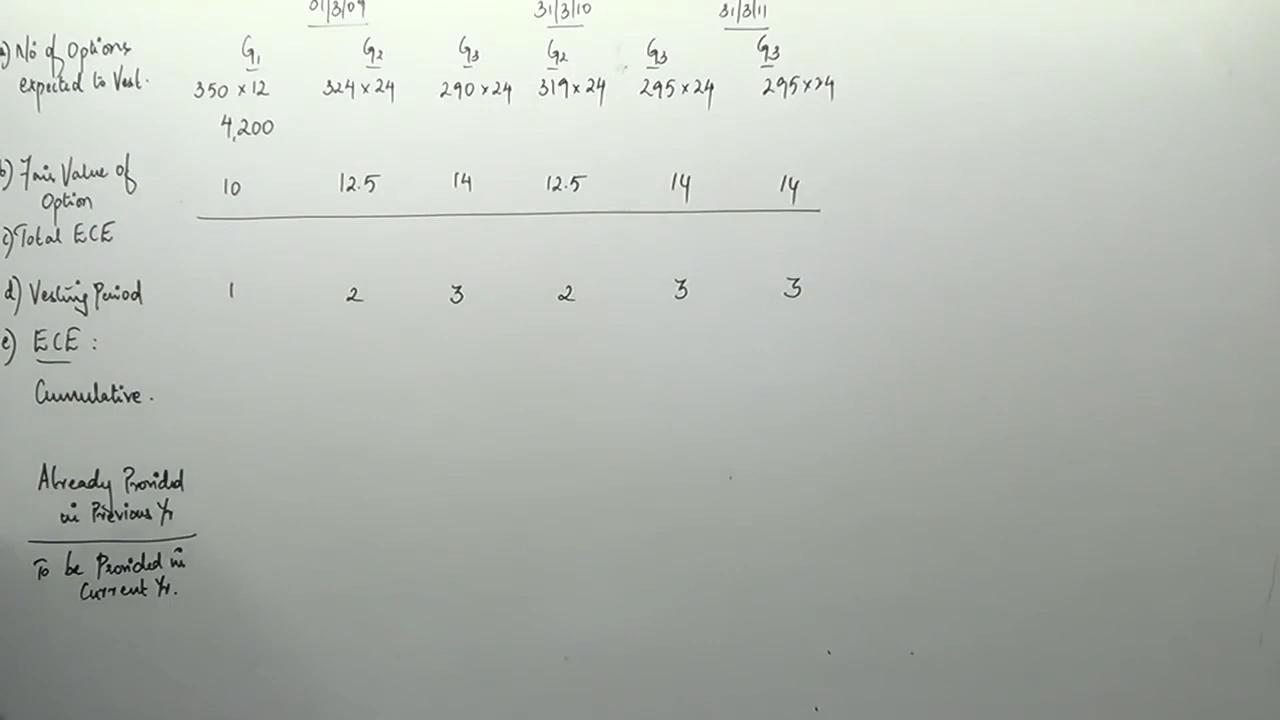 31/3/09 31/3/10 31/3/11
a) No of Options G1 G2 G3 G2 G3 G3
expected to Vest. 350 x 12 324 x 24 290 x 24 319 x 24 295 x 24 295 x 24
4,200
b) Fair Value of
Option 10 12.5 14 12.5 14 14
c) Total ECE
d) Vesting Period 1 2 3 2 3 3
e) ECE :
Cumulative.
Already Provided
in Previous Yr
To be Provided in
Current Yr.